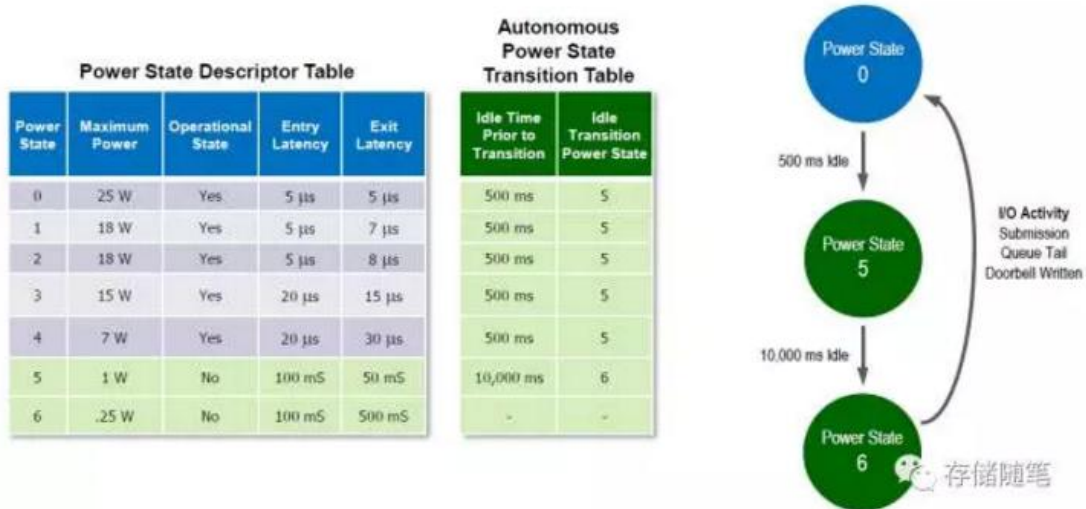 Power State Descriptor Table
Power State | Maximum Power | Operational State | Entry Latency | Exit Latency
0 | 25 W | Yes | 5 µs | 5 µs
1 | 18 W | Yes | 5 µs | 7 µs
2 | 18 W | Yes | 5 µs | 8 µs
3 | 15 W | Yes | 20 µs | 15 µs
4 | 7 W | Yes | 20 µs | 30 µs
5 | 1 W | No | 100 mS | 50 mS
6 | .25 W | No | 100 mS | 500 mS
Autonomous
Power State
Transition Table
Idle Time Prior to Transition | Idle Transition Power State
500 ms | 5
500 ms | 5
500 ms | 5
500 ms | 5
500 ms | 5
10,000 ms | 6
- | -
Power State
0
500 ms Idle
Power State
5
10,000 ms Idle
Power State
6
I/O Activity
Submission
Queue Tail
Doorbell Written
存储随笔